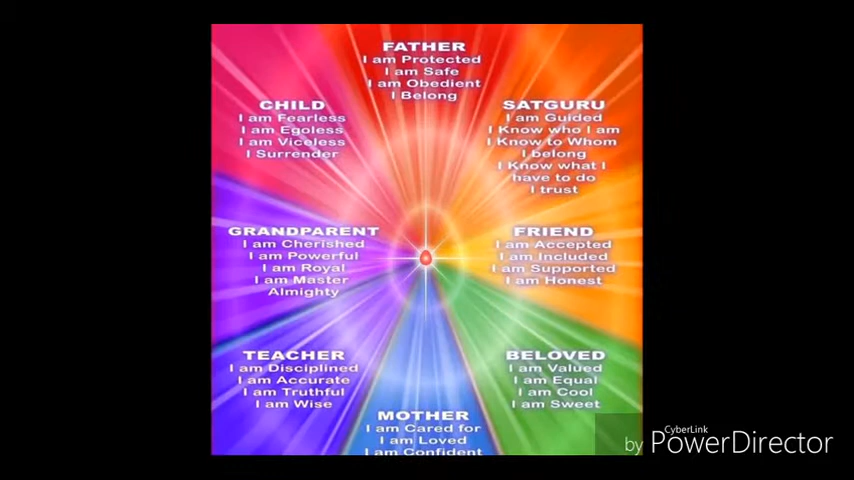 FATHER
I am Protected
I am Safe
I am Obedient
I Belong
CHILD
I am Fearless
I am Egoless
I am Viceless
I Surrender
SATGURU
I am Guided
I Know who I am
I Know to Whom
I belong
I Know what I
have to do
I trust
GRANDPARENT
I am Cherished
I am Powerful
I am Royal
I am Master
Almighty
FRIEND
I am Accepted
I am Included
I am Supported
I am Honest
TEACHER
I am Disciplined
I am Accurate
I am Truthful
I am Wise
BELOVED
I am Valued
I am Equal
I am Cool
I am Sweet
MOTHER
I am Cared for
I am Loved
I am Confident
by CyberLink
PowerDirector